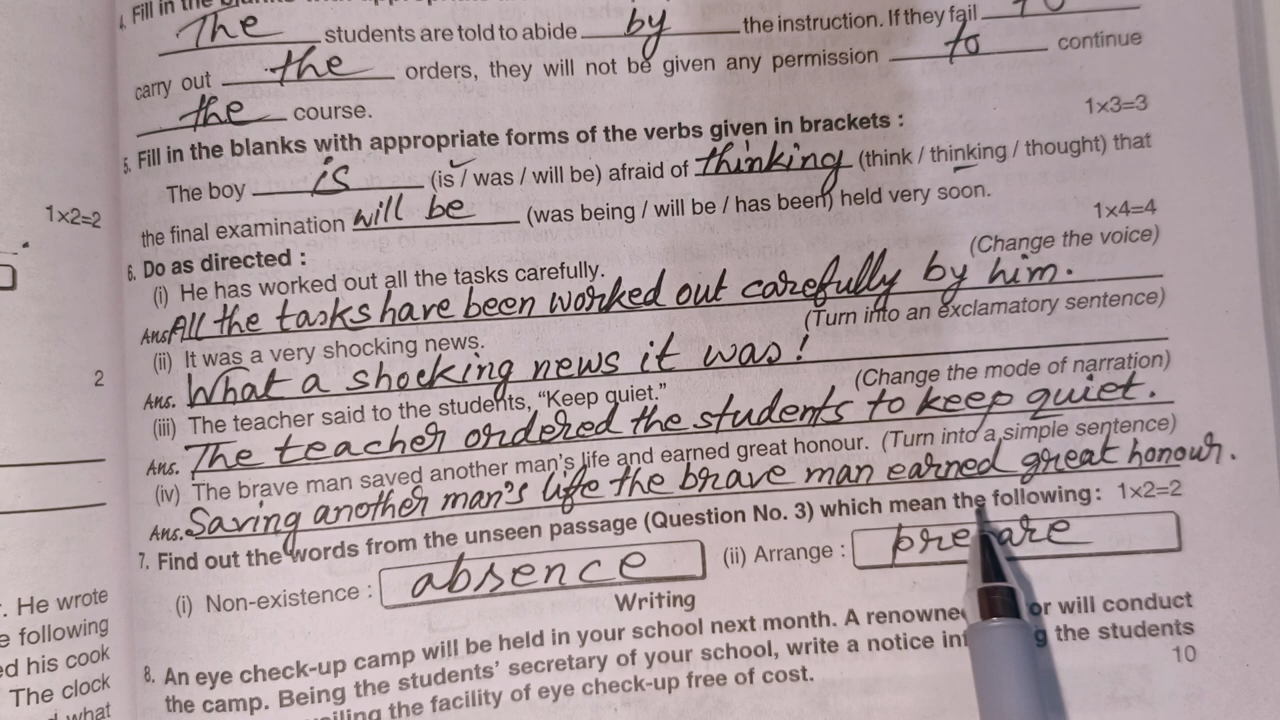 4. Fill in the
The students are told to abide by the instruction. If they fail to
carry out the orders, they will not be given any permission to continue
the course.
1×3=3
5. Fill in the blanks with appropriate forms of the verbs given in brackets :
The boy is (is / was / will be) afraid of thinking (think / thinking / thought) that
the final examination will be (was being / will be / has been) held very soon.
1×2=2
1×4=4
6. Do as directed :
(i) He has worked out all the tasks carefully. (Change the voice)
Ans. All the tasks have been worked out carefully by him.
(ii) It was a very shocking news. (Turn into an exclamatory sentence)
2
Ans. What a shocking news it was!
(iii) The teacher said to the students, “Keep quiet.” (Change the mode of narration)
Ans. The teacher ordered the students to keep quiet.
(iv) The brave man saved another man's life and earned great honour. (Turn into a simple sentence)
Ans. Saving another man's life the brave man earned great honour.
7. Find out the words from the unseen passage (Question No. 3) which mean the following: 1×2=2
(i) Non-existence : absence (ii) Arrange : prepare
Writing
8. An eye check-up camp will be held in your school next month. A renowned or will conduct
the camp. Being the students' secretary of your school, write a notice the students
the facility of eye check-up free of cost. 10
. He wrote
e following
ed his cook
The clock
what